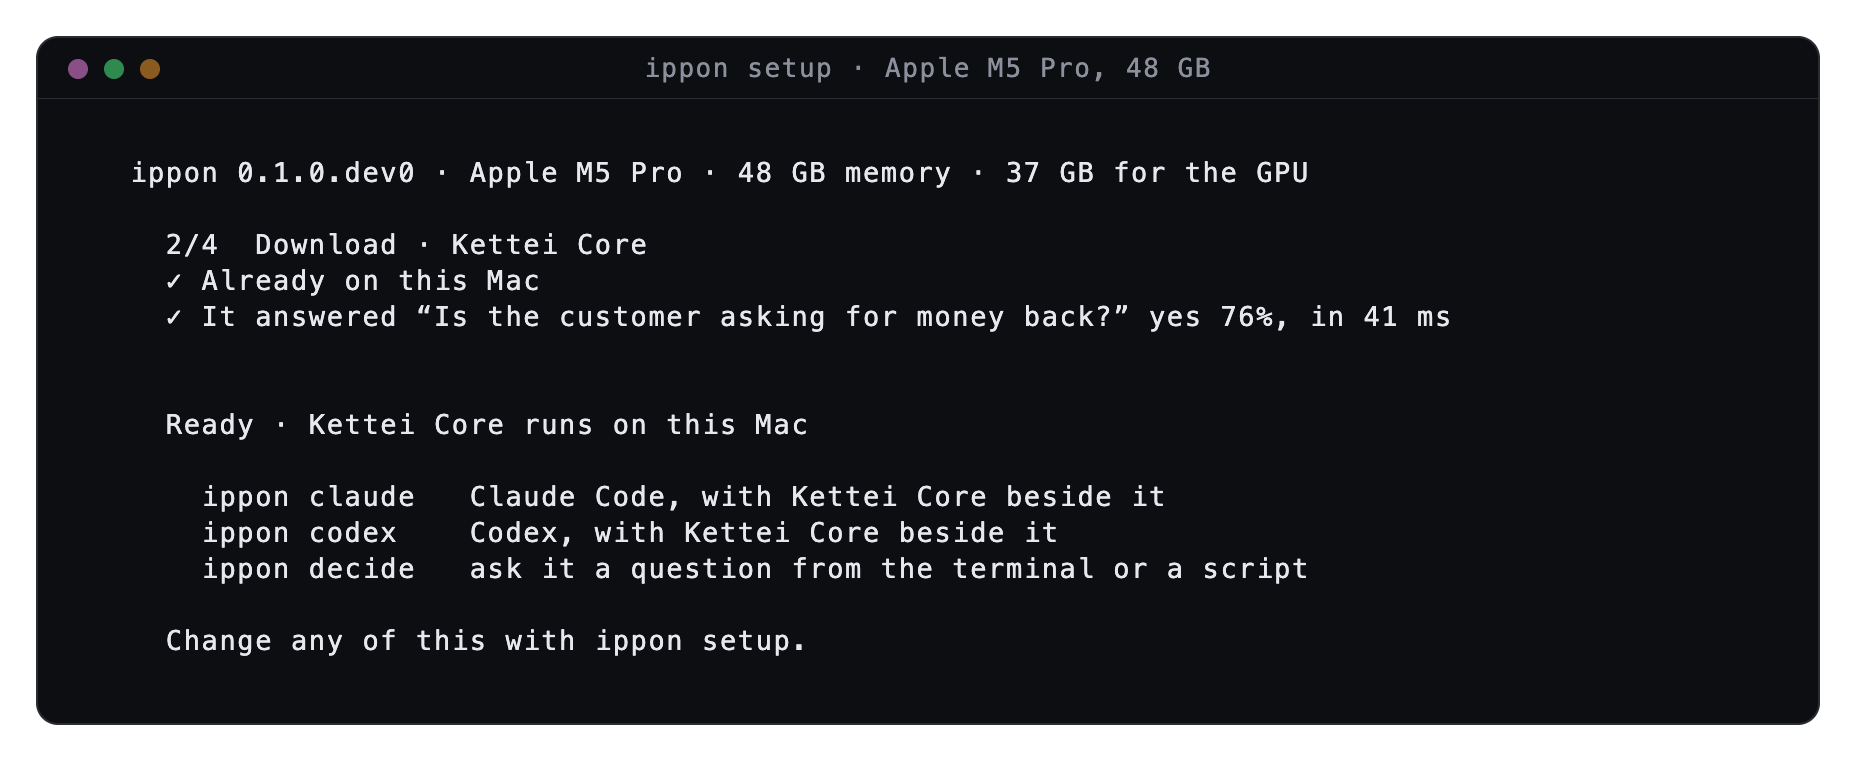 ippon setup · Apple M5 Pro, 48 GB
ippon 0.1.0.dev0 · Apple M5 Pro · 48 GB memory · 37 GB for the GPU
2/4  Download · Kettei Core
✓ Already on this Mac
✓ It answered “Is the customer asking for money back?” yes 76%, in 41 ms
Ready · Kettei Core runs on this Mac
ippon claude   Claude Code, with Kettei Core beside it
ippon codex    Codex, with Kettei Core beside it
ippon decide   ask it a question from the terminal or a script
Change any of this with ippon setup.